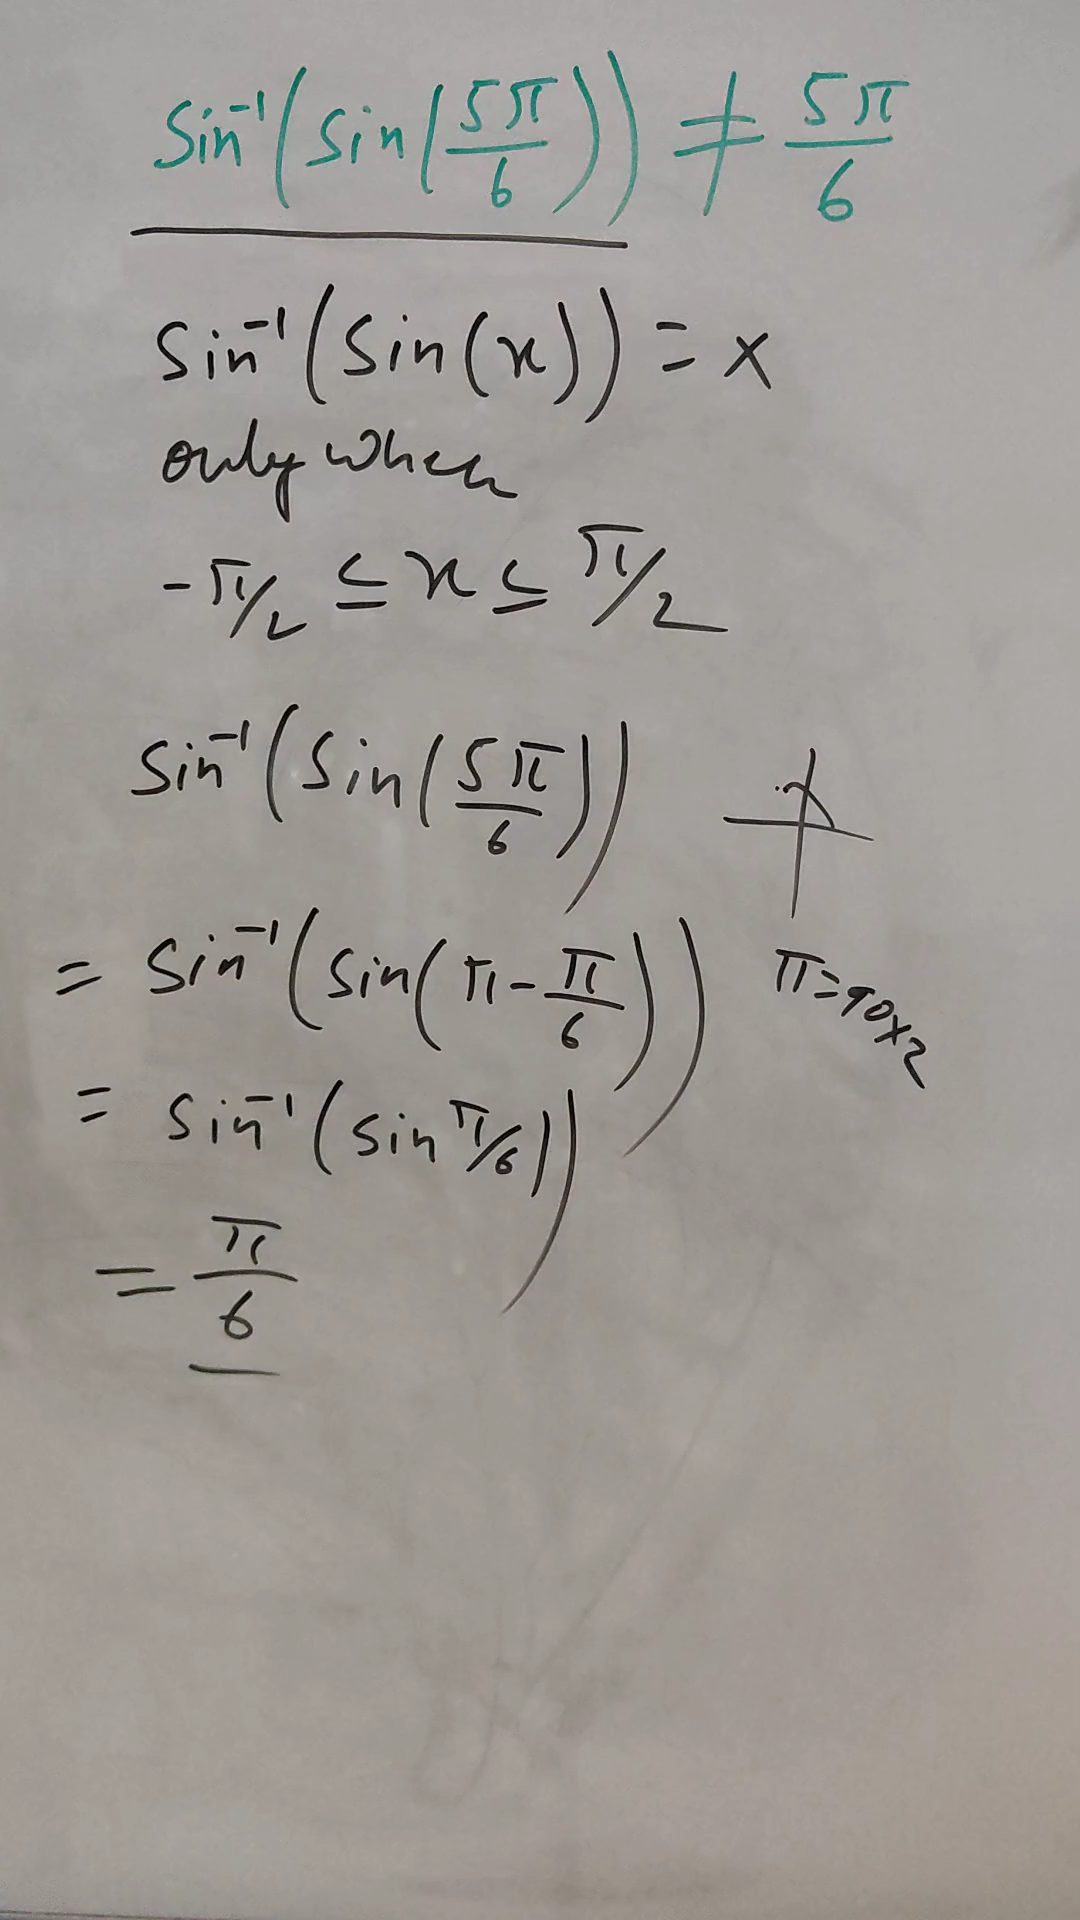 Sin⁻¹(Sin(5π/6)) ≠ 5π/6
Sin⁻¹(Sin(x)) = x
only when
-π/2 ≤ x ≤ π/2
Sin⁻¹(Sin(5π/6))
= Sin⁻¹(Sin(π-π/6))
π=90×2
= Sin⁻¹(Sin π/6))
= π/6